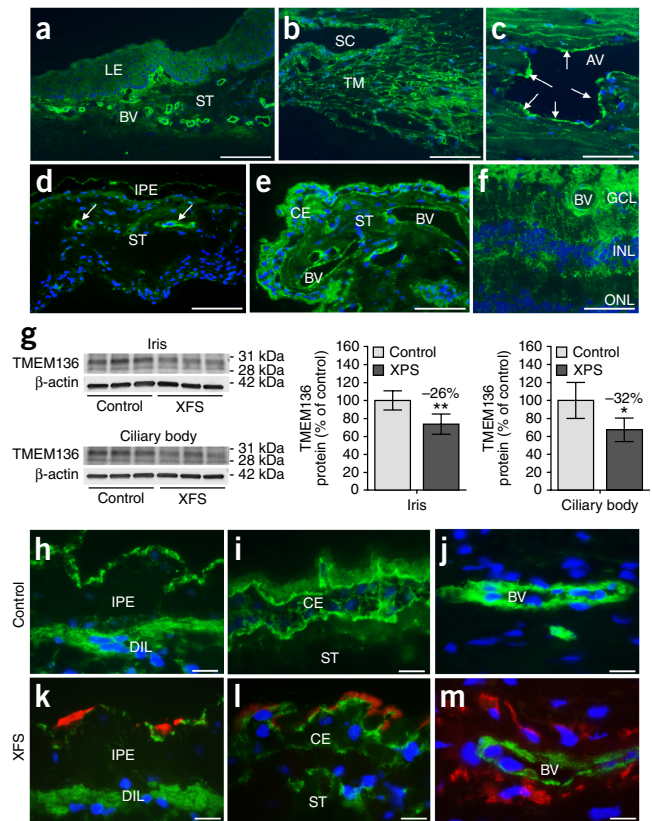 a
LE
ST
BV
b
SC
TM
c
AV
d
IPE
ST
e
CE
ST
BV
BV
f
BV
GCL
INL
ONL
g
Iris
TMEM136
- 31 kDa
- 28 kDa
β-actin
- 42 kDa
Control XFS
Ciliary body
TMEM136
- 31 kDa
- 28 kDa
β-actin
- 42 kDa
Control XFS
TMEM136
protein (% of control)
160
140
120
100
80
60
40
20
0
Control
XPS
–26%
**
Iris
TMEM136
protein (% of control)
160
140
120
100
80
60
40
20
0
Control
XPS
–32%
*
Ciliary body
Control
h
IPE
DIL
i
CE
ST
j
BV
XFS
k
IPE
DIL
l
CE
ST
m
BV